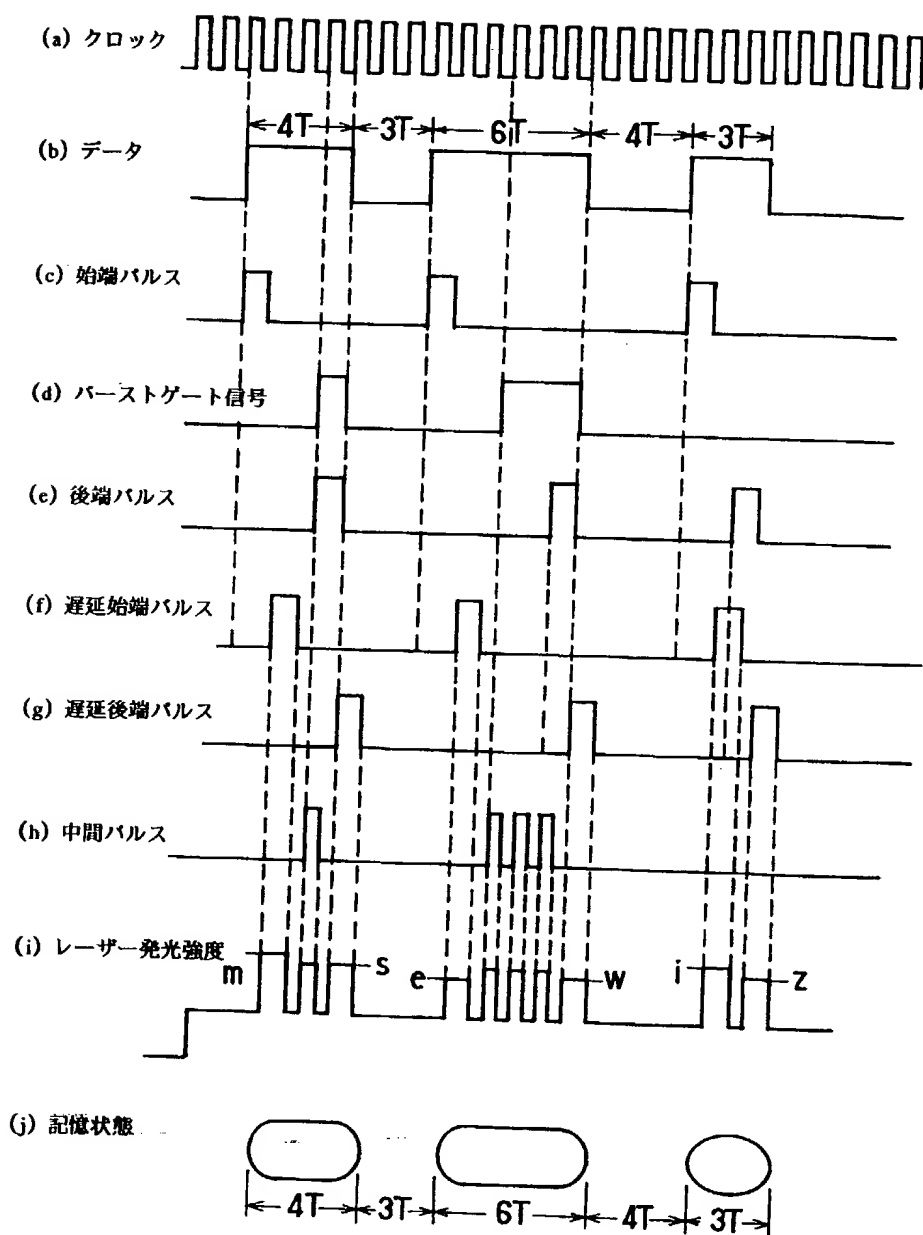 (a) クロック
4T 3T 6T 4T 3T
(b) データ
(c) 始端パルス
(d) バーストゲート信号
(e) 後端パルス
(f) 遅延始端パルス
(g) 遅延後端パルス
(h) 中間パルス
(i) レーザー発光強度
m s e w i z
(j) 記憶状態
4T 3T 6T 4T 3T